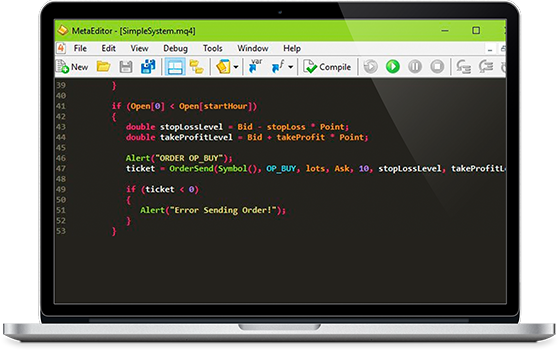 MetaEditor - [SimpleSystem.mq4]
File Edit View Debug Tools Window Help
New var f Compile
39 }
40
41 if (Open[0] < Open[startHour])
42 {
43 double stopLossLevel = Bid - stopLoss * Point;
44 double takeProfitLevel = Bid + takeProfit * Point;
45
46 Alert("ORDER OP_BUY");
47 ticket = OrderSend(Symbol(), OP_BUY, lots, Ask, 10, stopLossLevel, takeProfitLe
48
49 if (ticket < 0)
50 {
51 Alert("Error Sending Order!");
52 }
53 }